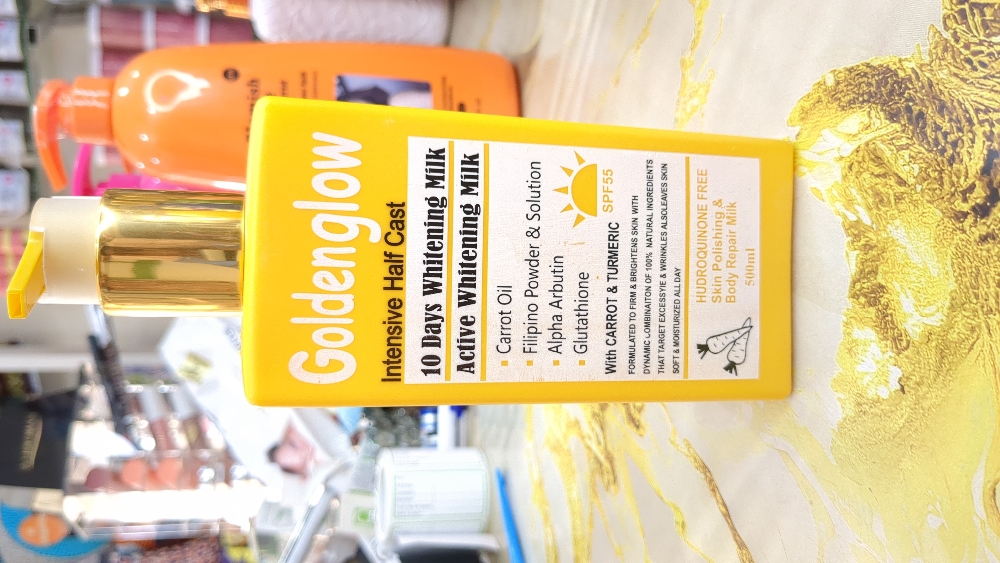 Goldenglow
Intensive Half Cast
10 Days Whitening Milk
Active Whitening Milk
Carrot Oil
Filipino Powder & Solution
Alpha Arbutin
Glutathione
SPF55
With CARROT & TURMERIC
FORMULATED TO FIRM & BRIGHTENS SKIN WITH
DYNAMIC LOMBINAITON OF 100% NATURAL INGREDIENTS
THAT TARGET EXCESSYIE & WRINKLES ALSOLEAVES SKIN
SOFT & MOISTURIZED ALL DAY
HUDROQUINONE FREE
Skin Polishing &
Body Repair Milk
500ml